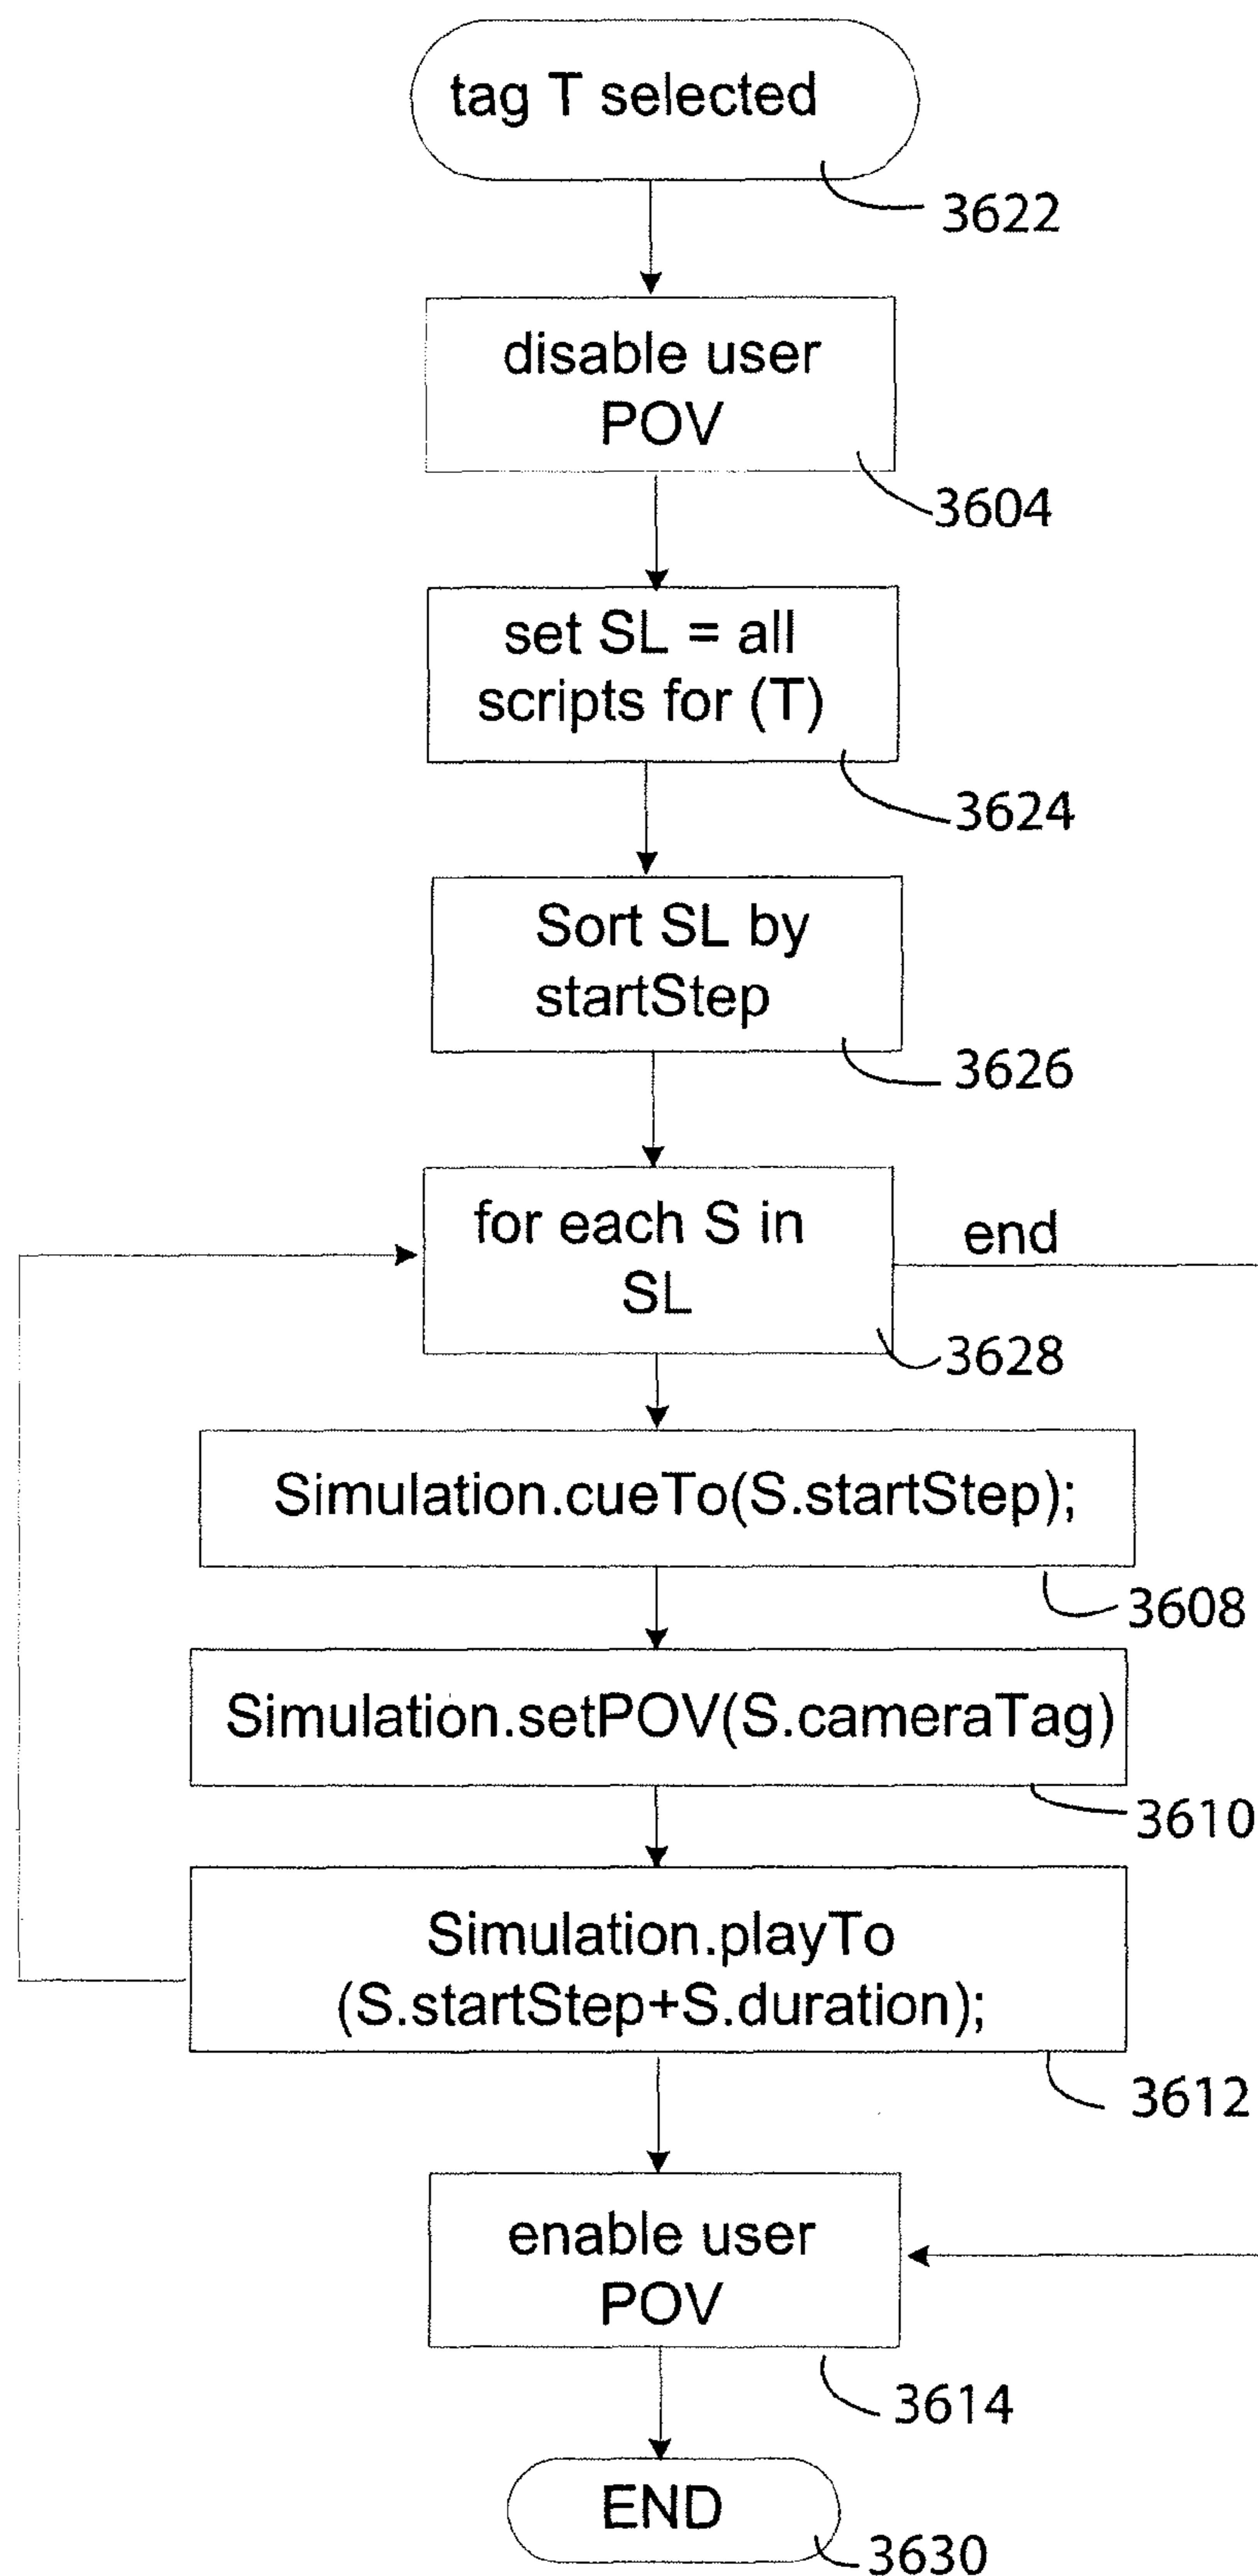 tag T selected
3622
disable user
POV
3604
set SL = all
scripts for (T)
3624
Sort SL by
startStep
3626
for each S in
SL
end
3628
Simulation.cueTo(S.startStep);
3608
Simulation.setPOV(S.cameraTag)
3610
Simulation.playTo
(S.startStep+S.duration);
3612
enable user
POV
3614
END
3630